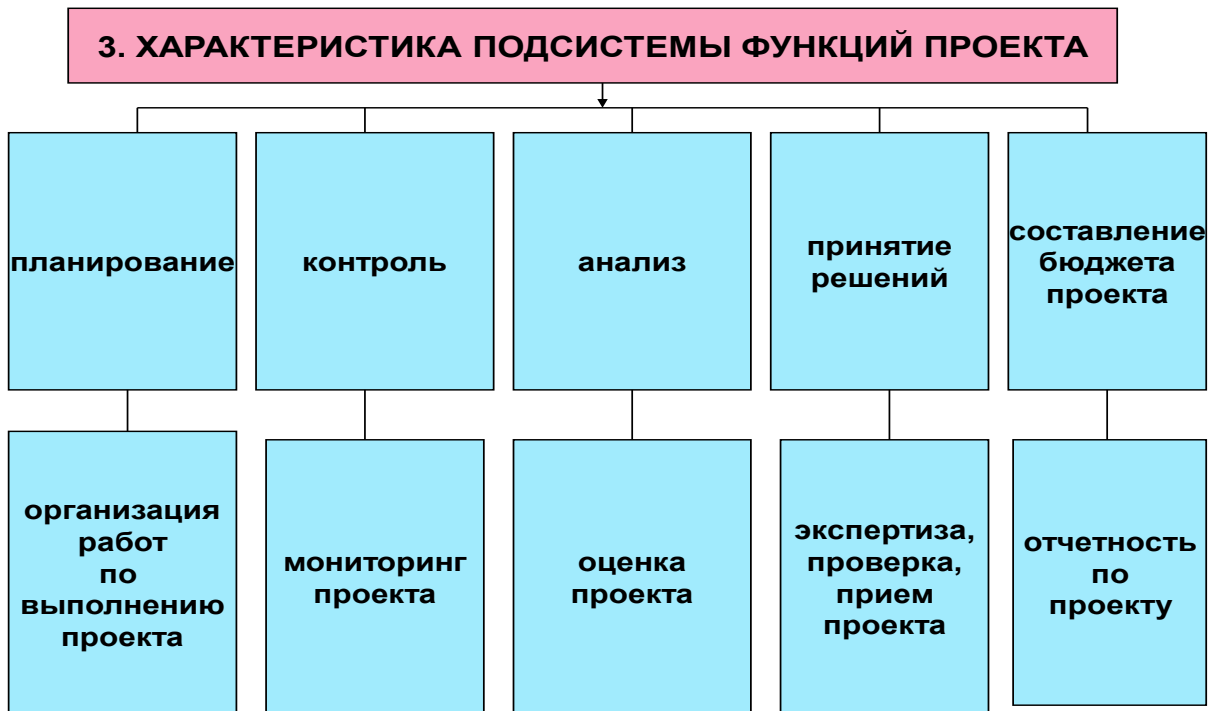 3. ХАРАКТЕРИСТИКА ПОДСИСТЕМЫ ФУНКЦИЙ ПРОЕКТА
планирование
контроль
анализ
принятие
решений
составление
бюджета
проекта
организация
работ
по
выполнению
проекта
мониторинг
проекта
оценка
проекта
экспертиза,
проверка,
прием
проекта
отчетность
по
проекту